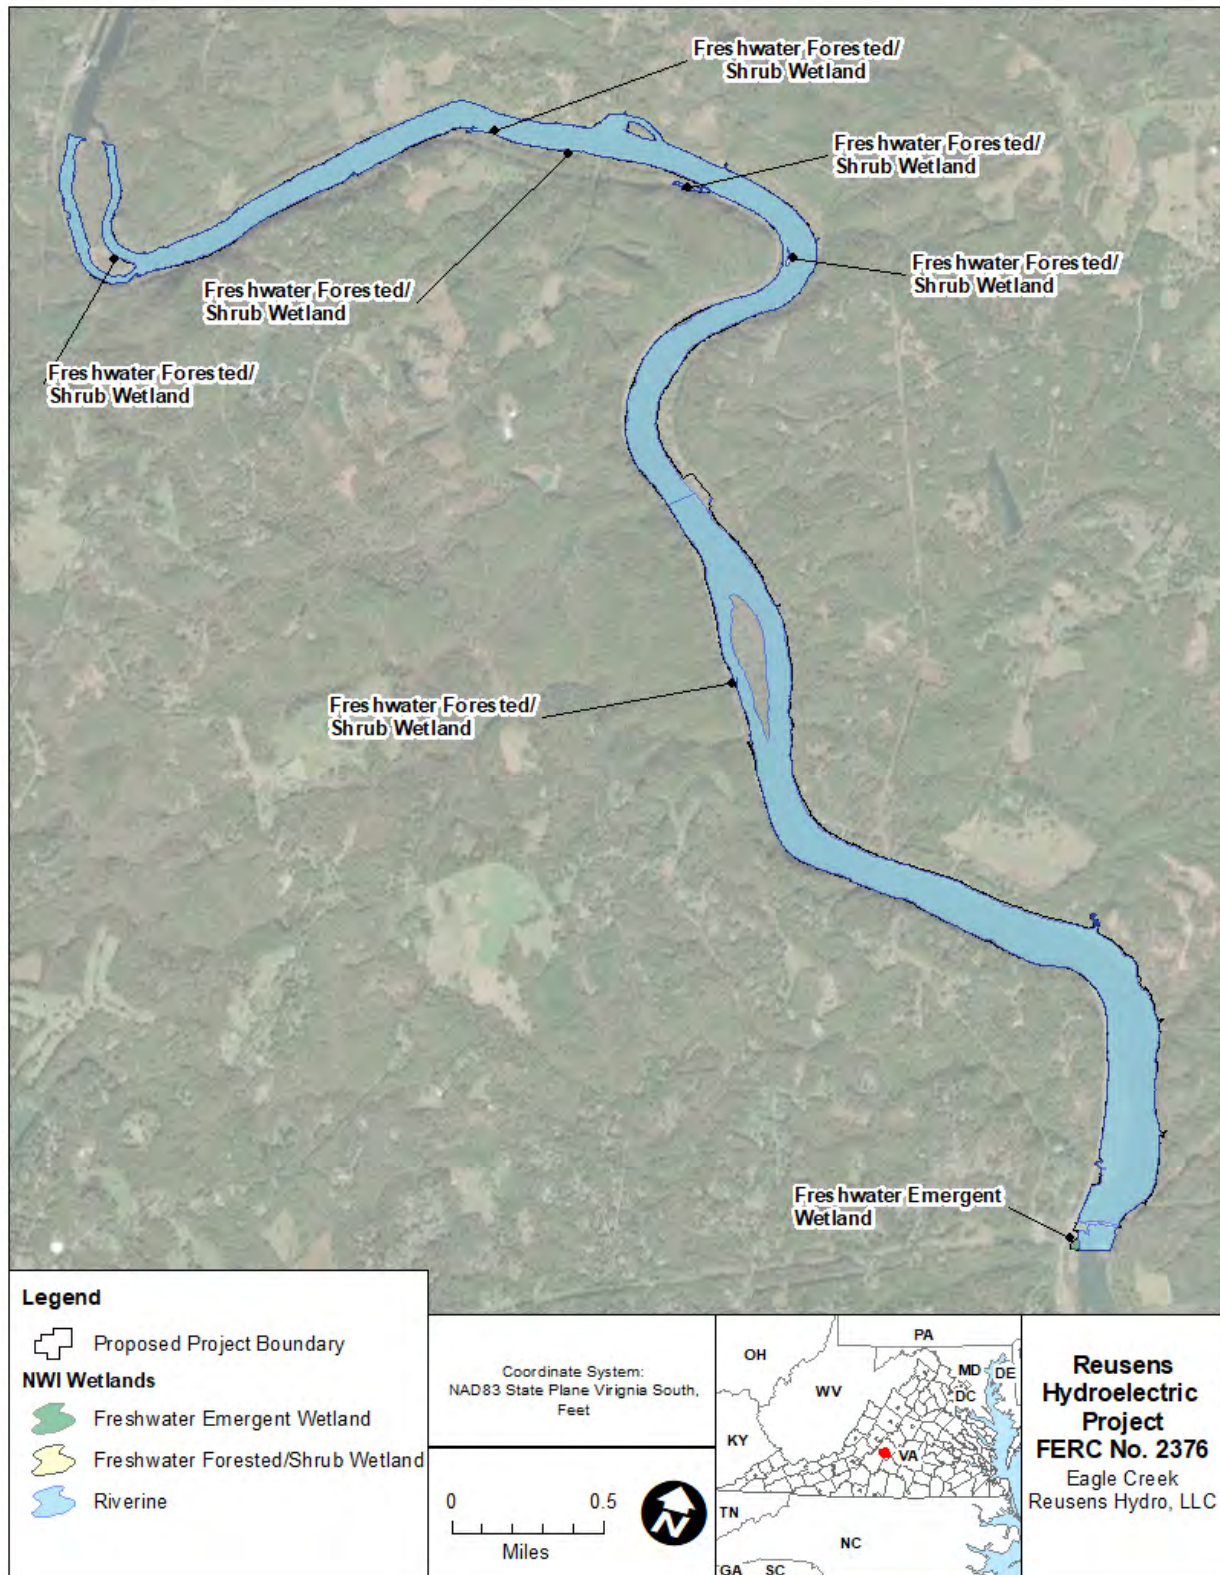 Freshwater Forested/
Shrub Wetland
Freshwater Forested/
Shrub Wetland
Freshwater Forested/
Shrub Wetland
Freshwater Forested/
Shrub Wetland
Freshwater Forested/
Shrub Wetland
Freshwater Forested/
Shrub Wetland
Freshwater Emergent
Wetland
Legend
Proposed Project Boundary
NWI Wetlands
Freshwater Emergent Wetland
Freshwater Forested/Shrub Wetland
Riverine
Coordinate System:
NAD83 State Plane Virignia South,
Feet
0 0.5
Miles
N
PA
OH
MD
DE
WV
DC
KY
VA
TN
NC
GA
SC
Reusens
Hydroelectric
Project
FERC No. 2376
Eagle Creek
Reusens Hydro, LLC